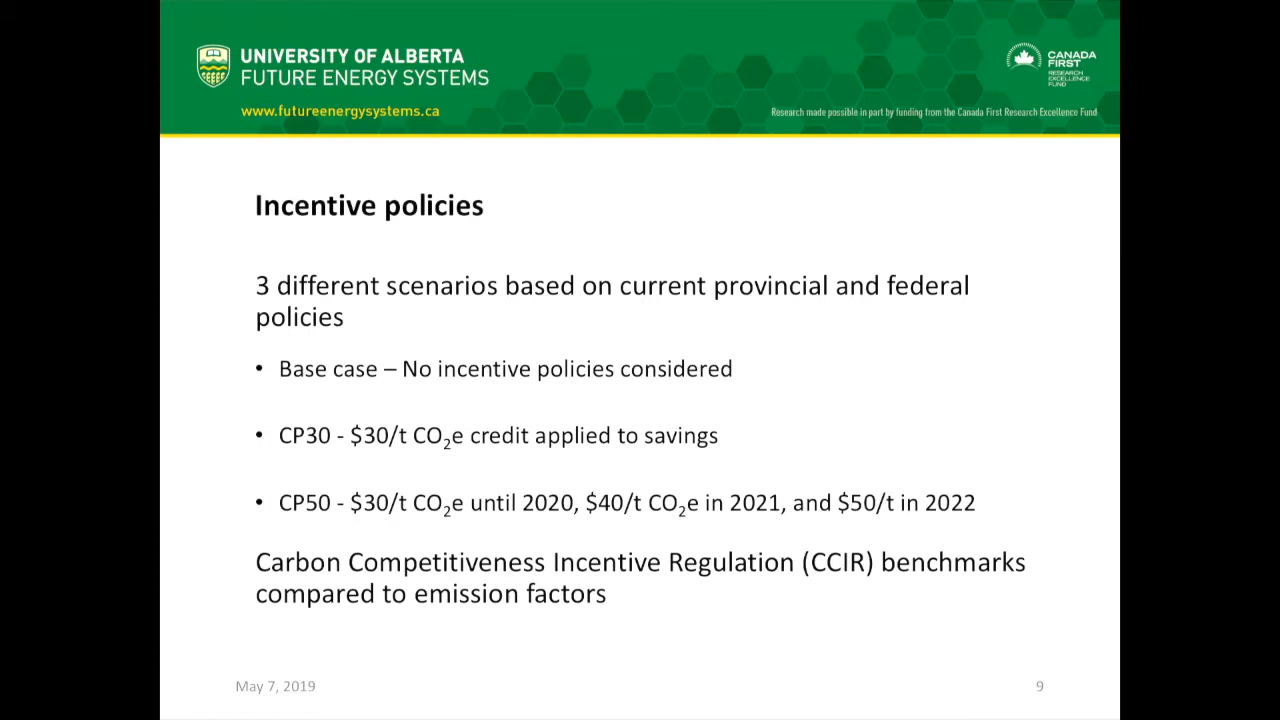 UNIVERSITY OF ALBERTA
FUTURE ENERGY SYSTEMS
www.futureenergysystems.ca
CANADA
FIRST
RESEARCH
EXCELLENCE
FUND
Research made possible in part by funding from the Canada First Research Excellence Fund
Incentive policies
3 different scenarios based on current provincial and federal
policies
• Base case – No incentive policies considered
• CP30 - $30/t CO₂e credit applied to savings
• CP50 - $30/t CO₂e until 2020, $40/t CO₂e in 2021, and $50/t in 2022
Carbon Competitiveness Incentive Regulation (CCIR) benchmarks
compared to emission factors
May 7, 2019
9